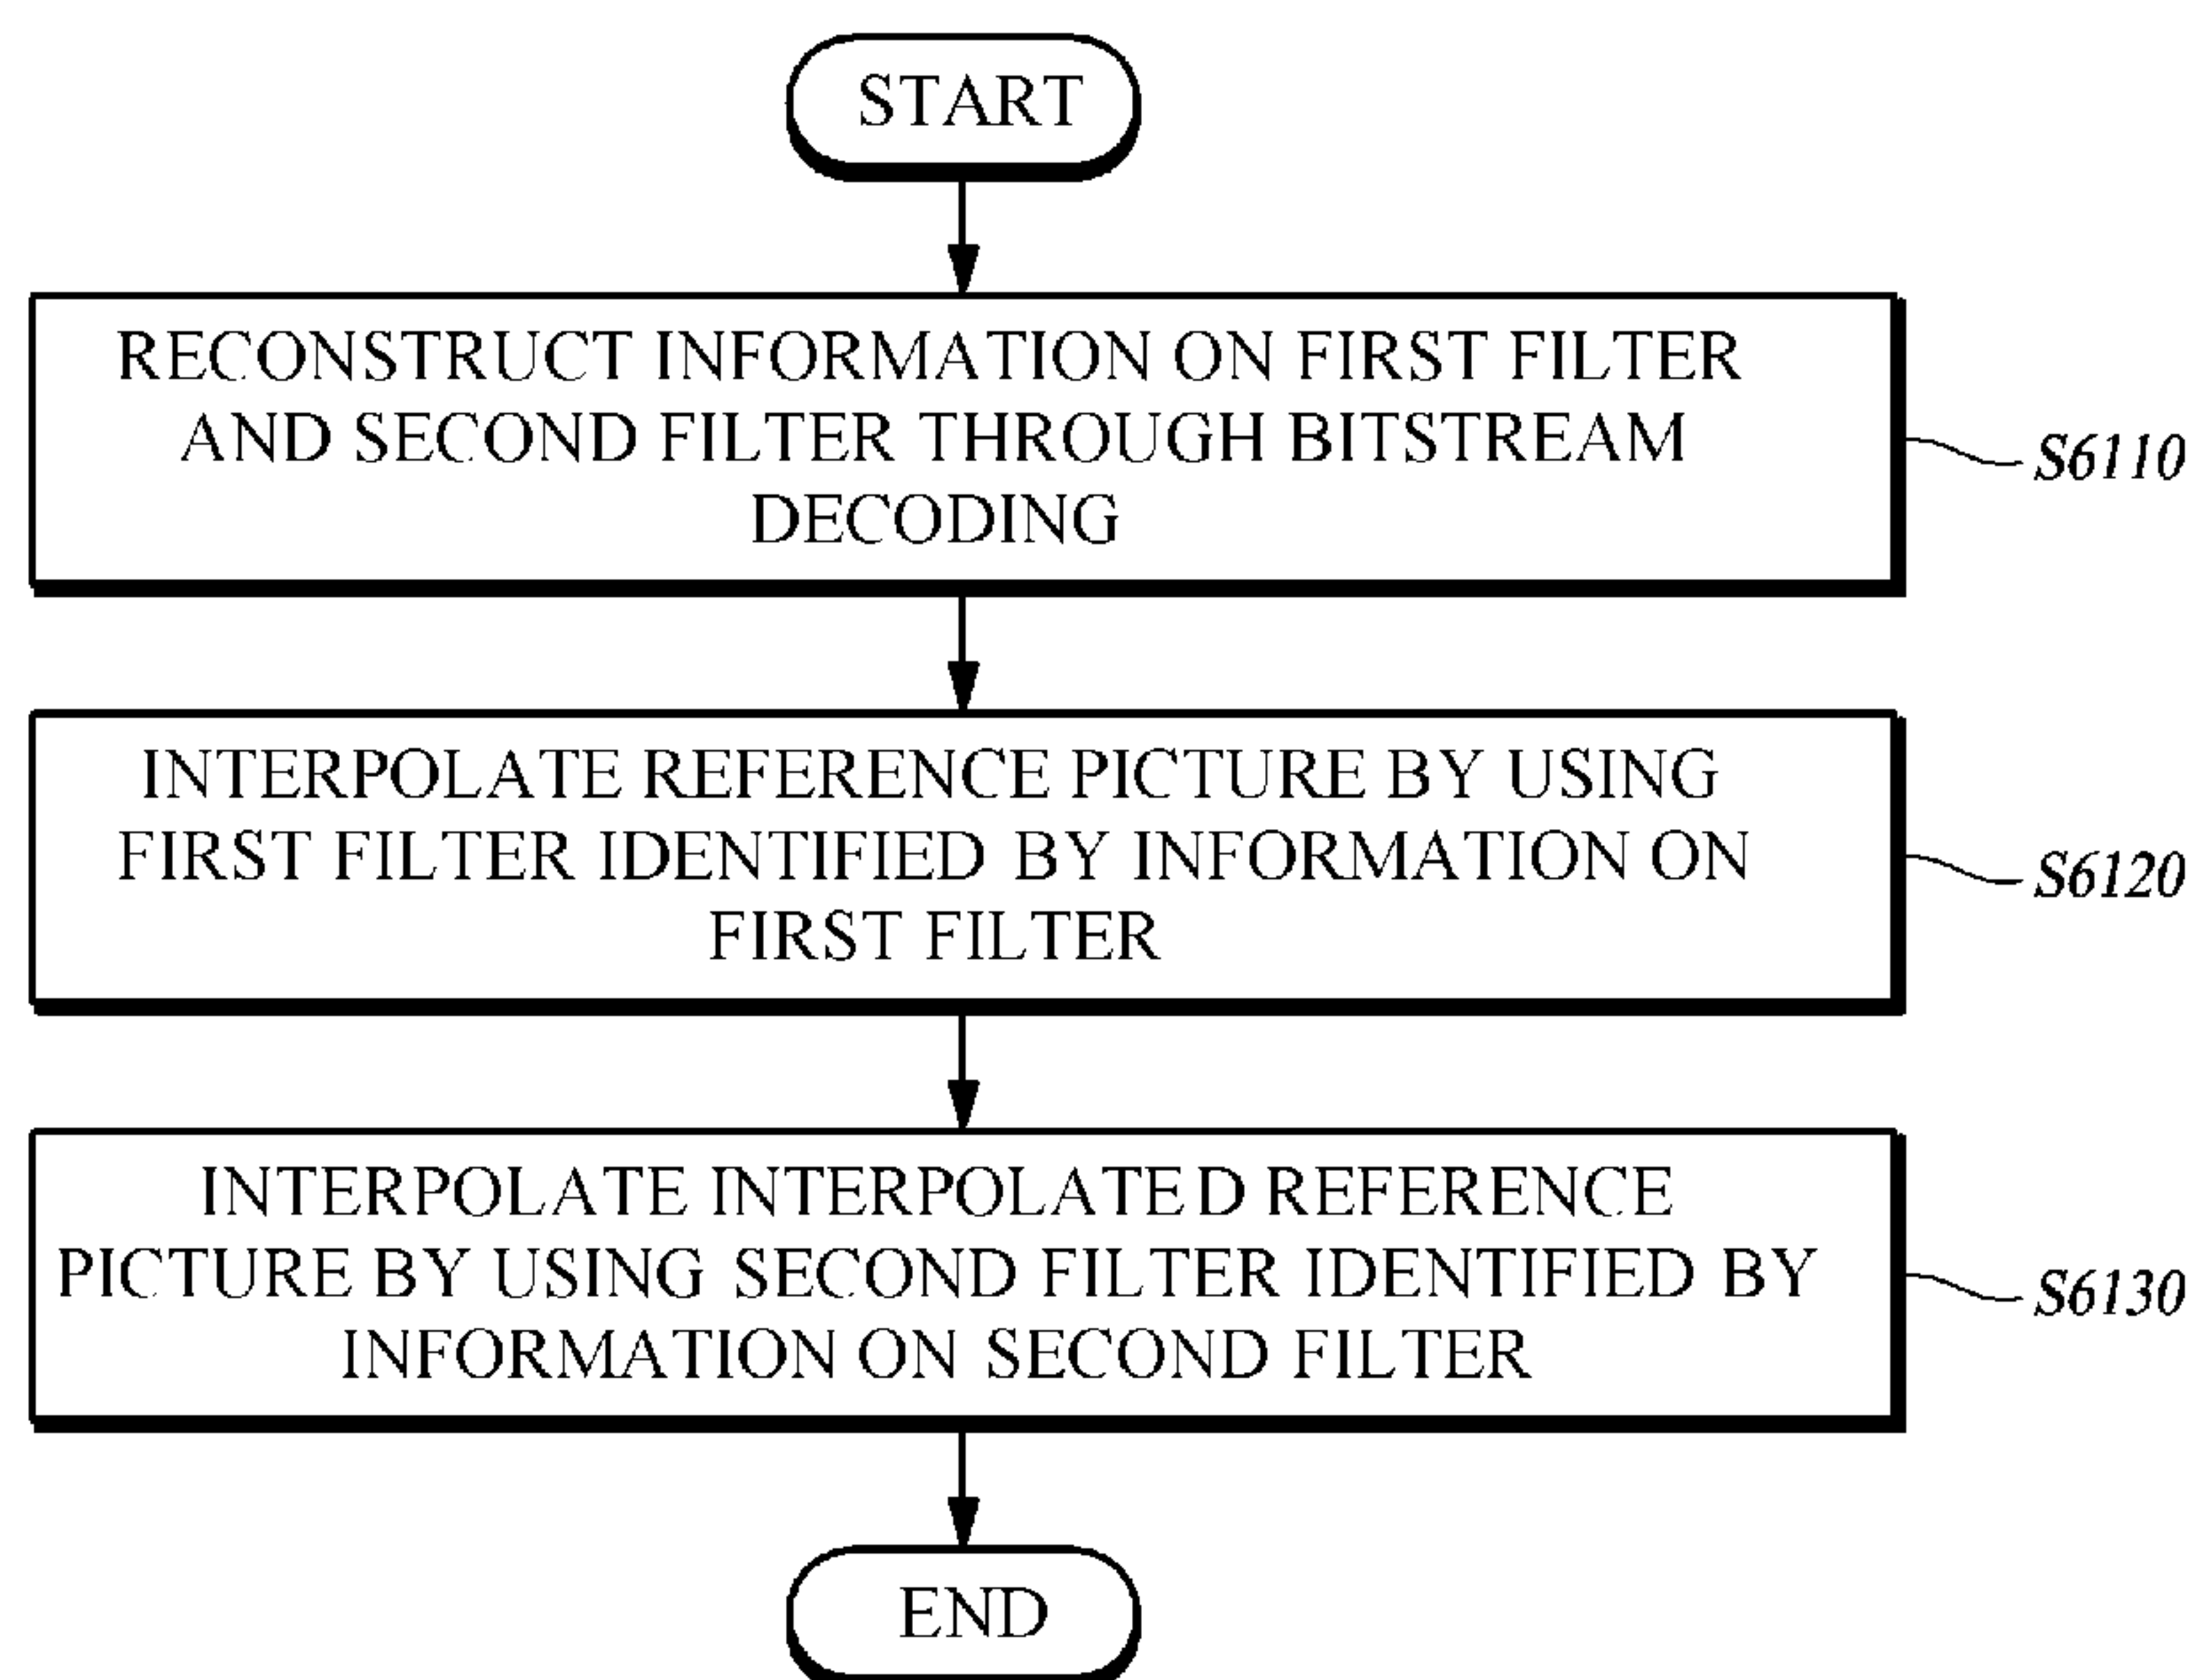 START
RECONSTRUCT INFORMATION ON FIRST FILTER
AND SECOND FILTER THROUGH BITSTREAM
DECODING
S6110
INTERPOLATE REFERENCE PICTURE BY USING
FIRST FILTER IDENTIFIED BY INFORMATION ON
FIRST FILTER
S6120
INTERPOLATE INTERPOLATED REFERENCE
PICTURE BY USING SECOND FILTER IDENTIFIED BY
INFORMATION ON SECOND FILTER
S6130
END